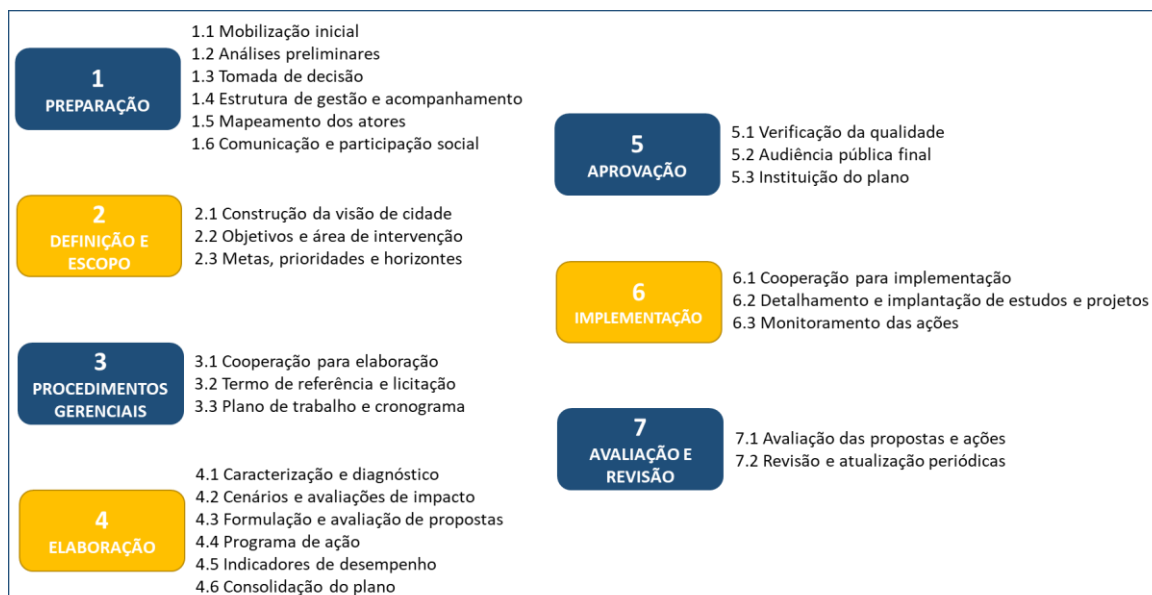 1
PREPARAÇÃO
1.1 Mobilização inicial
1.2 Análises preliminares
1.3 Tomada de decisão
1.4 Estrutura de gestão e acompanhamento
1.5 Mapeamento dos atores
1.6 Comunicação e participação social
2
DEFINIÇÃO E
ESCOPO
2.1 Construção da visão de cidade
2.2 Objetivos e área de intervenção
2.3 Metas, prioridades e horizontes
3
PROCEDIMENTOS
GERENCIAIS
3.1 Cooperação para elaboração
3.2 Termo de referência e licitação
3.3 Plano de trabalho e cronograma
4
ELABORAÇÃO
4.1 Caracterização e diagnóstico
4.2 Cenários e avaliações de impacto
4.3 Formulação e avaliação de propostas
4.4 Programa de ação
4.5 Indicadores de desempenho
4.6 Consolidação do plano
5
APROVAÇÃO
5.1 Verificação da qualidade
5.2 Audiência pública final
5.3 Instituição do plano
6
IMPLEMENTAÇÃO
6.1 Cooperação para implementação
6.2 Detalhamento e implantação de estudos e projetos
6.3 Monitoramento das ações
7
AVALIAÇÃO E
REVISÃO
7.1 Avaliação das propostas e ações
7.2 Revisão e atualização periódicas